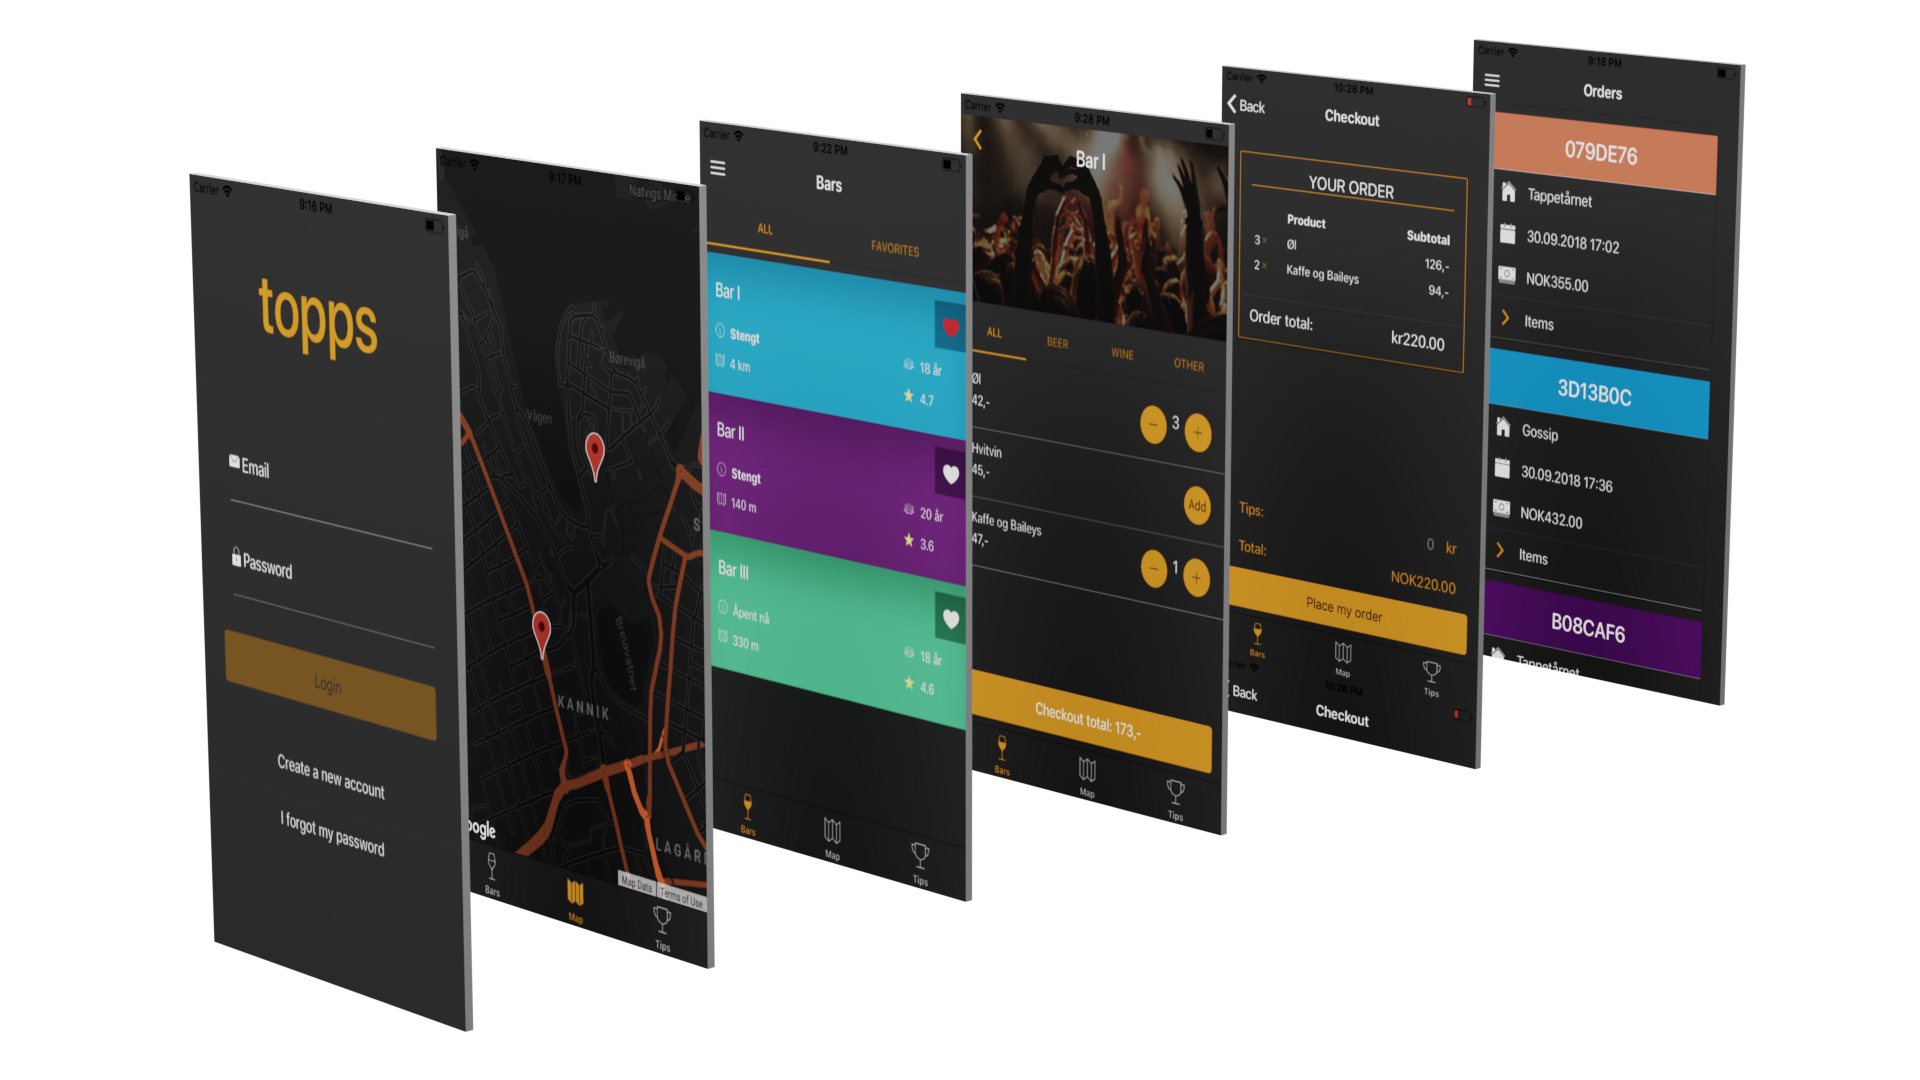 Carrier
9:16 PM
topps
Email
Password
Login
Create a new account
I forgot my password
Carrier
9:17 PM
Natvigs Mi
Børevigå
Vågen
Breiavatnet
KANNIK
LAGÅR
oogle
Map Data
Terms of Use
Bars
Map
Tips
Carrier
9:22 PM
Bars
ALL
FAVORITES
Bar I
Stengt
4 km
18 år
4.7
Bar II
Stengt
140 m
20 år
3.6
Bar III
Åpent nå
330 m
18 år
4.6
Bars
Map
Tips
Carrier
9:28 PM
Bar I
ALL
BEER
WINE
OTHER
Øl
42,-
− 3 +
Hvitvin
45,-
Add
Kaffe og Baileys
47,-
− 1 +
Checkout total: 173,-
Bars
Map
Tips
Carrier
10:28 PM
Back
Checkout
YOUR ORDER
Product
Subtotal
3× Øl
126,-
2× Kaffe og Baileys
94,-
Order total:
kr220.00
Tips:
0 kr
Total:
NOK220.00
Place my order
Bars
Map
Tips
rrier
10:28 PM
Back
Checkout
Carrier
9:18 PM
Orders
079DE76
Tappetårnet
30.09.2018 17:02
NOK355.00
Items
3D13B0C
Gossip
30.09.2018 17:36
NOK432.00
Items
B08CAF6
Tappetårnet